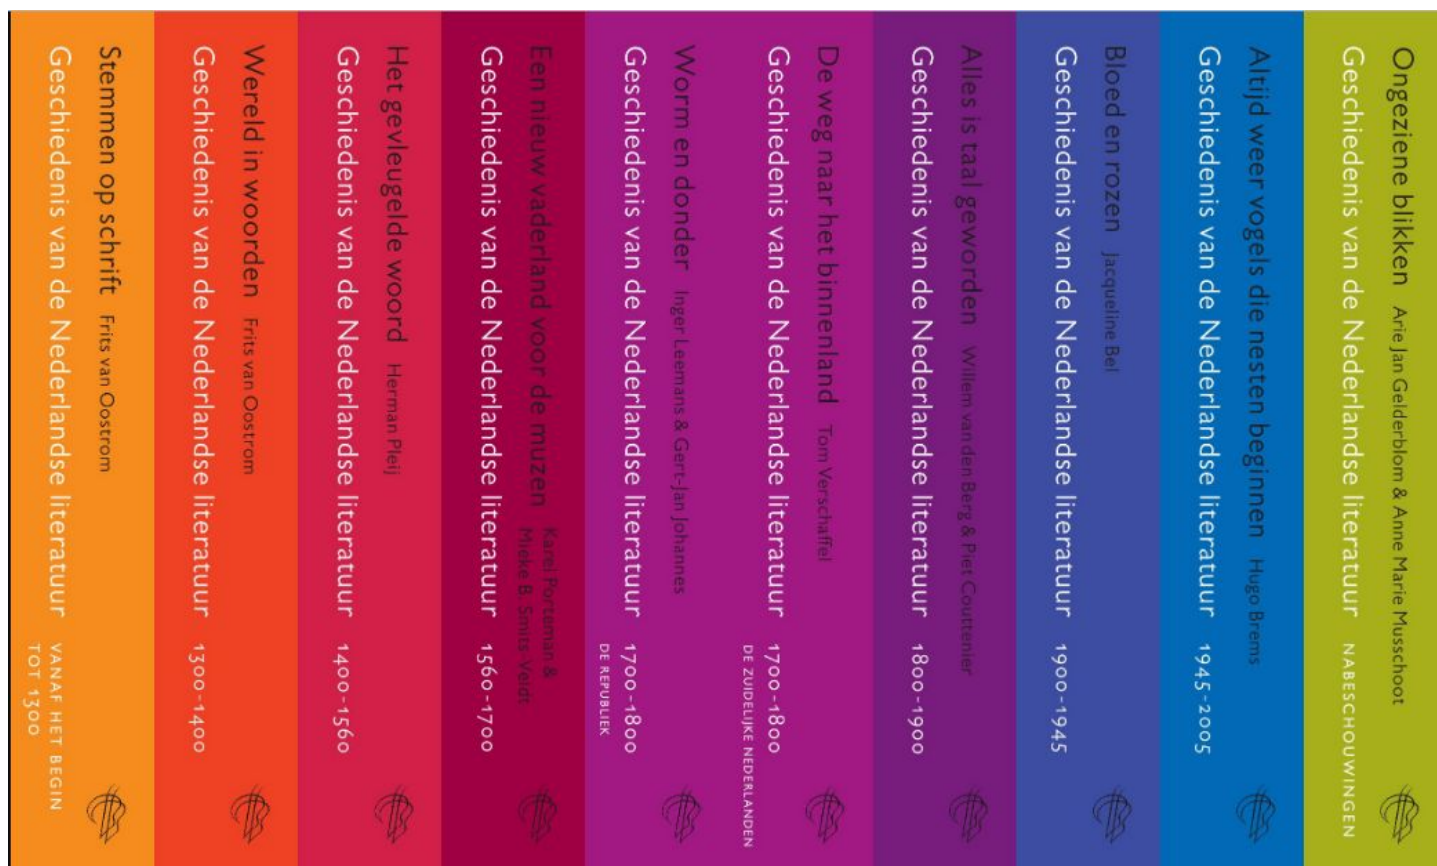 Stemmen op schrift Frits van Oostrom
Geschiedenis van de Nederlandse literatuur VANAF HET BEGIN
TOT 1300
Wereld in woorden Frits van Oostrom
Geschiedenis van de Nederlandse literatuur 1300-1400
Het gevleugelde woord Herman Pleij
Geschiedenis van de Nederlandse literatuur 1400-1560
Een nieuw vaderland voor de muzen Karel Porteman &
Mieke B. Smits-Veldt
Geschiedenis van de Nederlandse literatuur 1560-1700
Worm en donder Inger Leemans & Gert-Jan Johannes
Geschiedenis van de Nederlandse literatuur 1700-1800
DE REPUBLIEK
De weg naar het binnenland Tom Verschaffel
Geschiedenis van de Nederlandse literatuur 1700-1800
DE ZUIDELIJKE NEDERLANDEN
Alles is taal geworden Willem van den Berg & Piet Couttenier
Geschiedenis van de Nederlandse literatuur 1800-1900
Bloed en rozen Jacqueline Bel
Geschiedenis van de Nederlandse literatuur 1900-1945
Altijd weer vogels die nesten beginnen Hugo Brems
Geschiedenis van de Nederlandse literatuur 1945-2005
Ongeziene blikken Arie Jan Gelderblom & Anne Marie Musschoot
Geschiedenis van de Nederlandse literatuur NABESCHOUWINGEN